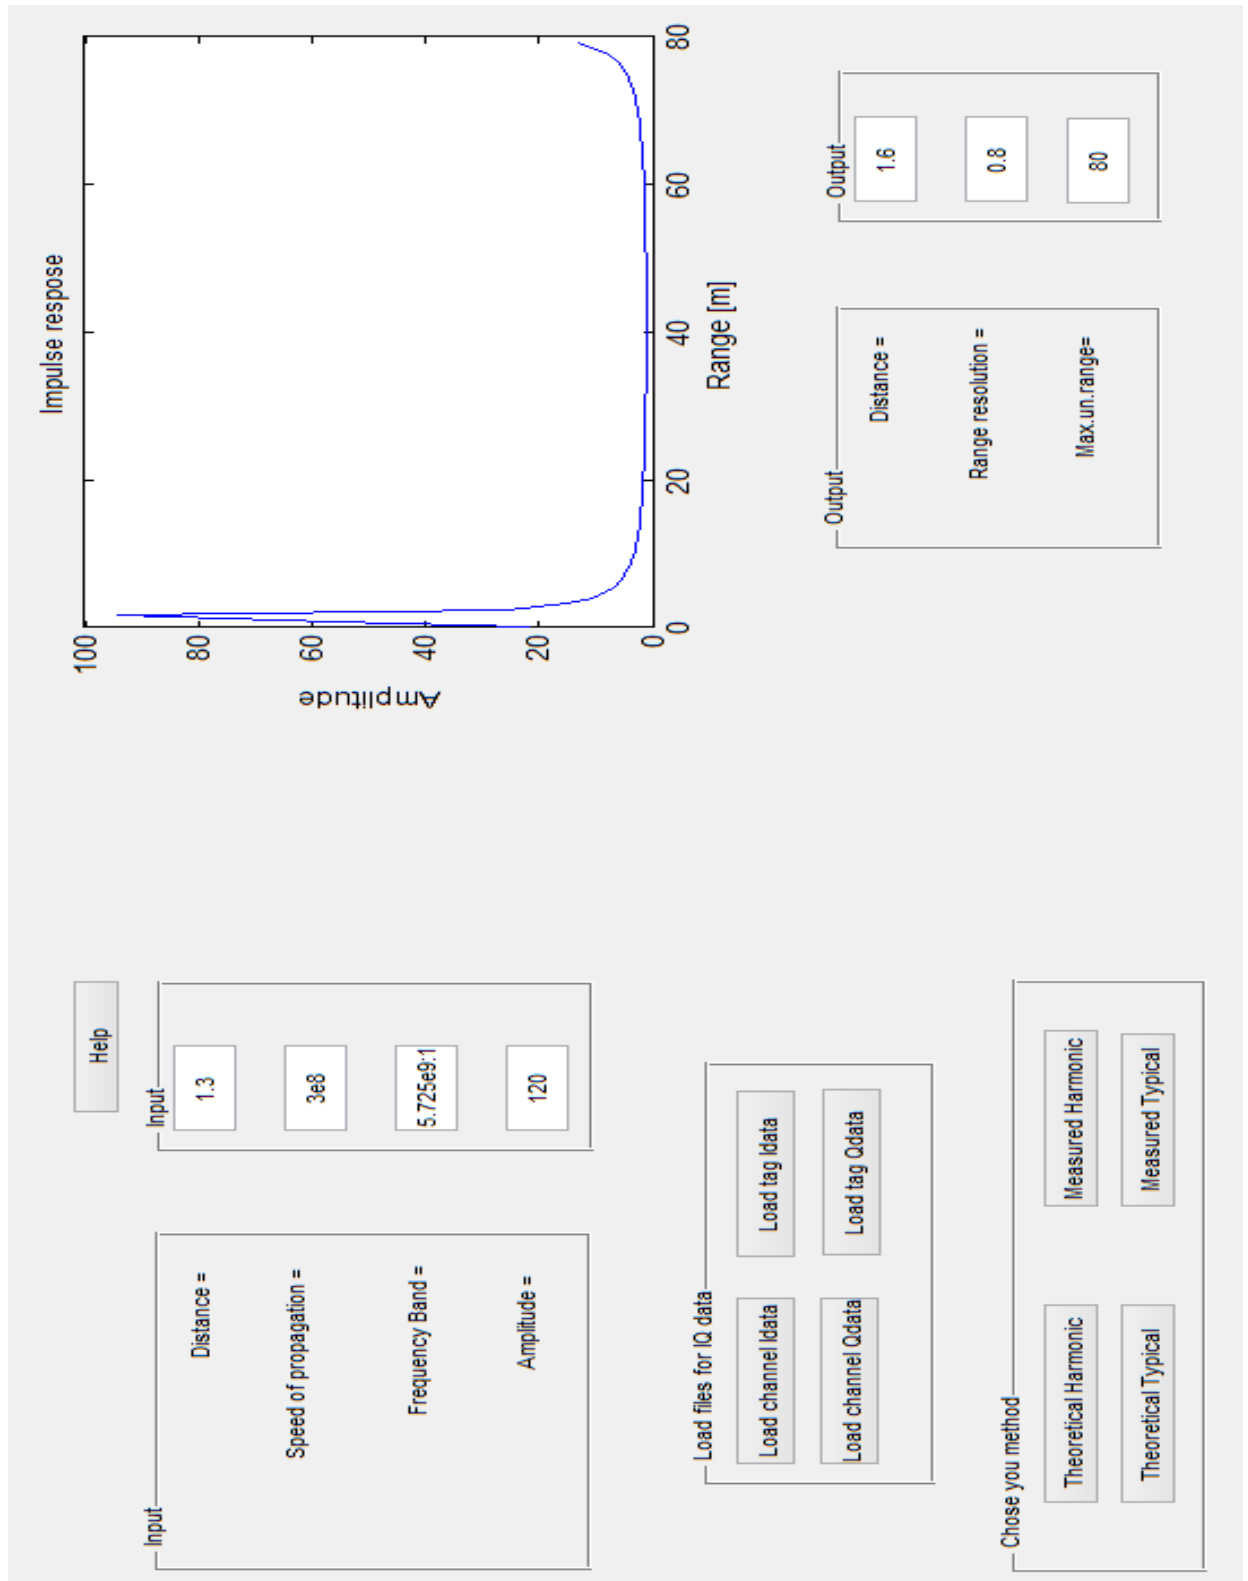 Help
Input
Distance =
Speed of propagation =
Frequency Band =
Amplitude =
Input
1.3
3e8
5.725e9:1
120
Load files for IQ data
Load channel Idata
Load tag Idata
Load channel Qdata
Load tag Qdata
Chose you method
Theoretical Harmonic
Measured Harmonic
Theoretical Typical
Measured Typical
Impulse respose
Amplitude
100
80
60
40
20
0
0
20
40
60
80
Range [m]
Output
Distance =
Range resolution =
Max.un.range=
Output
1.6
0.8
80